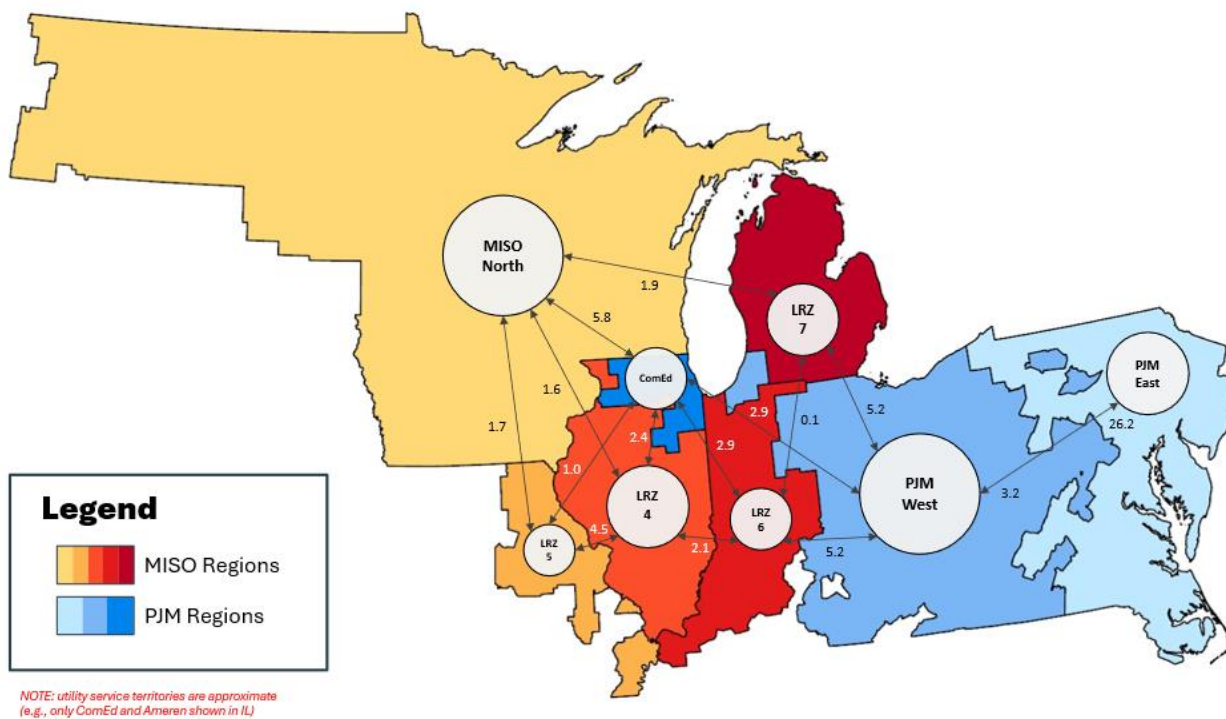 MISO
North
1.9
LRZ
7
5.8
PJM
East
ComEd
1.6
2.9
0.1
5.2
26.2
1.7
2.4
2.9
1.0
PJM
West
3.2
LRZ
4
LRZ
6
4.5
LRZ
5
2.1
5.2
Legend
MISO Regions
PJM Regions
NOTE: utility service territories are approximate
(e.g., only ComEd and Ameren shown in IL)